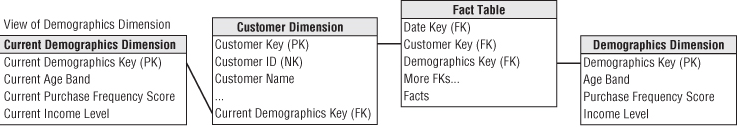 View of Demographics Dimension
Current Demographics Dimension
Current Demographics Key (PK)
Current Age Band
Current Purchase Frequency Score
Current Income Level
Customer Dimension
Customer Key (PK)
Customer ID (NK)
Customer Name
...
Current Demographics Key (FK)
Fact Table
Date Key (FK)
Customer Key (FK)
Demographics Key (FK)
More FKs...
Facts
Demographics Dimension
Demographics Key (PK)
Age Band
Purchase Frequency Score
Income Level